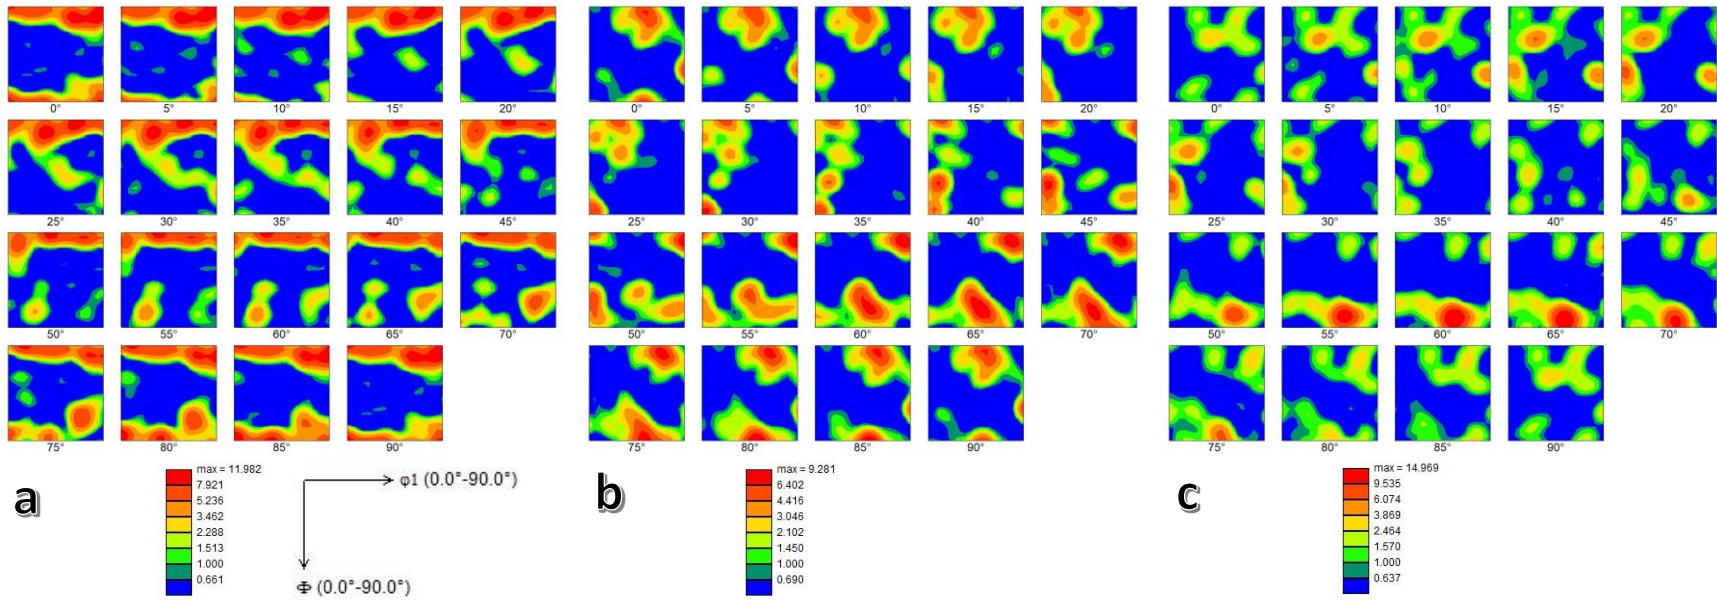 0° 5° 10° 15° 20°
25° 30° 35° 40° 45°
50° 55° 60° 65° 70°
75° 80° 85° 90°
max = 11.982
7.921
5.236
3.462
2.288
1.513
1.000
0.661
a
φ1 (0.0°-90.0°)
Φ (0.0°-90.0°)
0° 5° 10° 15° 20°
25° 30° 35° 40° 45°
50° 55° 60° 65° 70°
75° 80° 85° 90°
max = 9.281
6.402
4.416
3.046
2.102
1.450
1.000
0.690
b
0° 5° 10° 15° 20°
25° 30° 35° 40° 45°
50° 55° 60° 65° 70°
75° 80° 85° 90°
max = 14.969
9.535
6.074
3.869
2.464
1.570
1.000
0.637
c